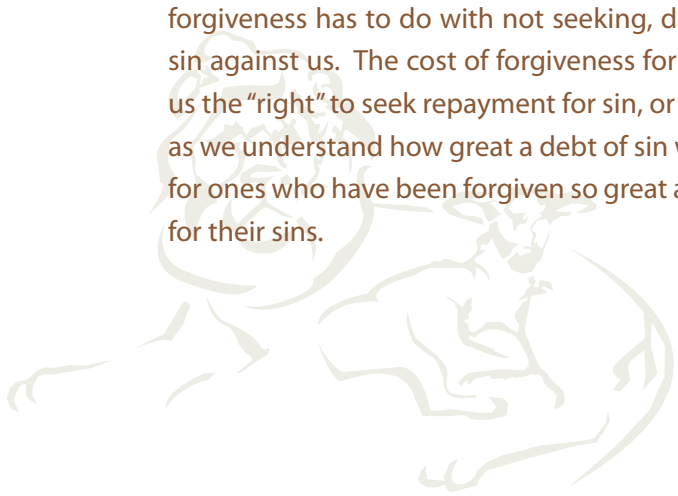 forgiveness has to do with not seeking, d
sin against us. The cost of forgiveness for
us the “right” to seek repayment for sin, or
as we understand how great a debt of sin
for ones who have been forgiven so great a
for their sins.